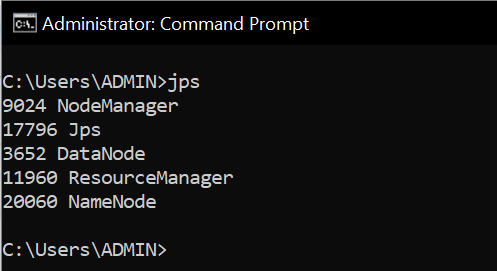 Administrator: Command Prompt
C:\Users\ADMIN>jps
9024 NodeManager
17796 Jps
3652 DataNode
11960 ResourceManager
20060 NameNode
C:\Users\ADMIN>